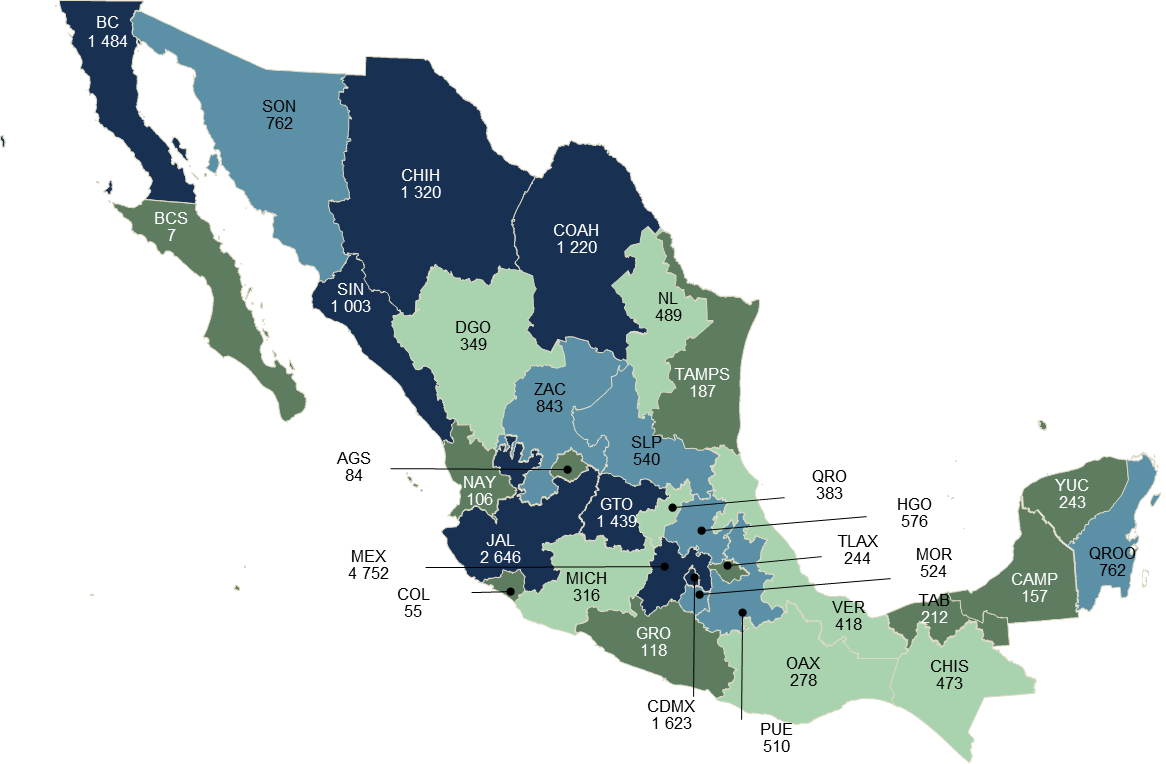 BC
1 484
SON
762
CHIH
1 320
BCS
7
COAH
1 220
SIN
1 003
NL
489
DGO
349
TAMPS
187
ZAC
843
SLP
540
AGS
84
NAY
106
QRO
383
YUC
243
GTO
1 439
HGO
576
JAL
2 646
TLAX
244
MEX
4 752
MOR
524
QROO
762
MICH
316
CAMP
157
COL
55
TAB
212
VER
418
GRO
118
OAX
278
CHIS
473
CDMX
1 623
PUE
510